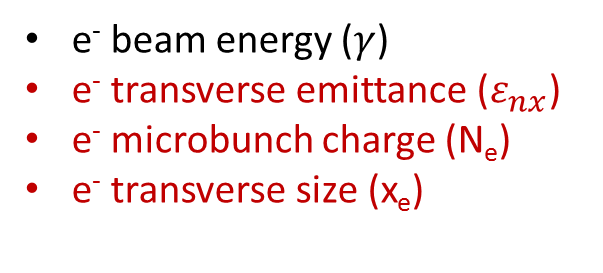 • e⁻ beam energy (γ)
• e⁻ transverse emittance (εₙₓ)
• e⁻ microbunch charge (Nₑ)
• e⁻ transverse size (xₑ)